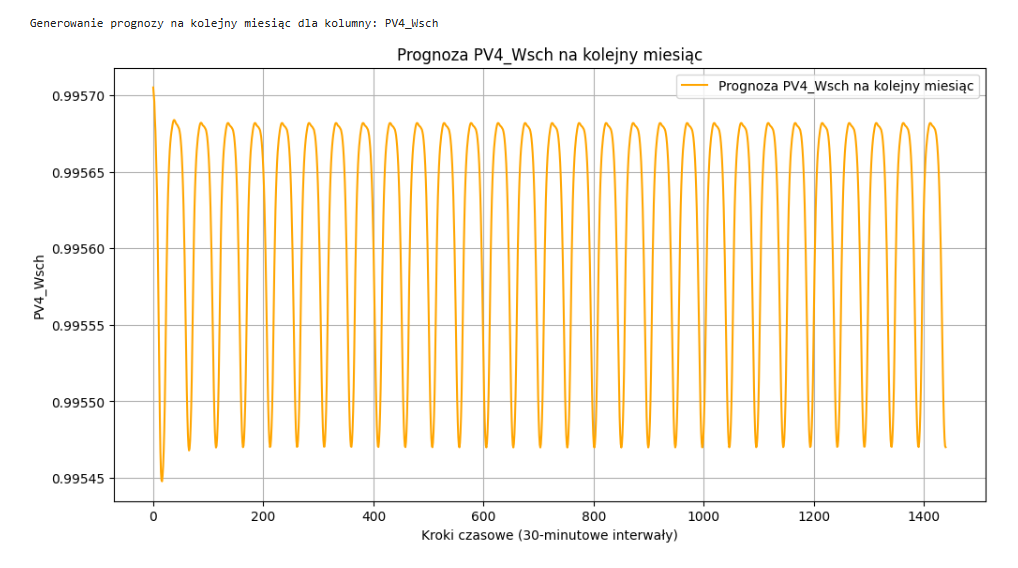 Generowanie prognozy na kolejny miesiąc dla kolumny: PV4_Wsch
Prognoza PV4_Wsch na kolejny miesiąc
Prognoza PV4_Wsch na kolejny miesiąc
0.99570
0.99565
0.99560
0.99555
0.99550
0.99545
PV4_Wsch
0 200 400 600 800 1000 1200 1400
Kroki czasowe (30-minutowe interwały)